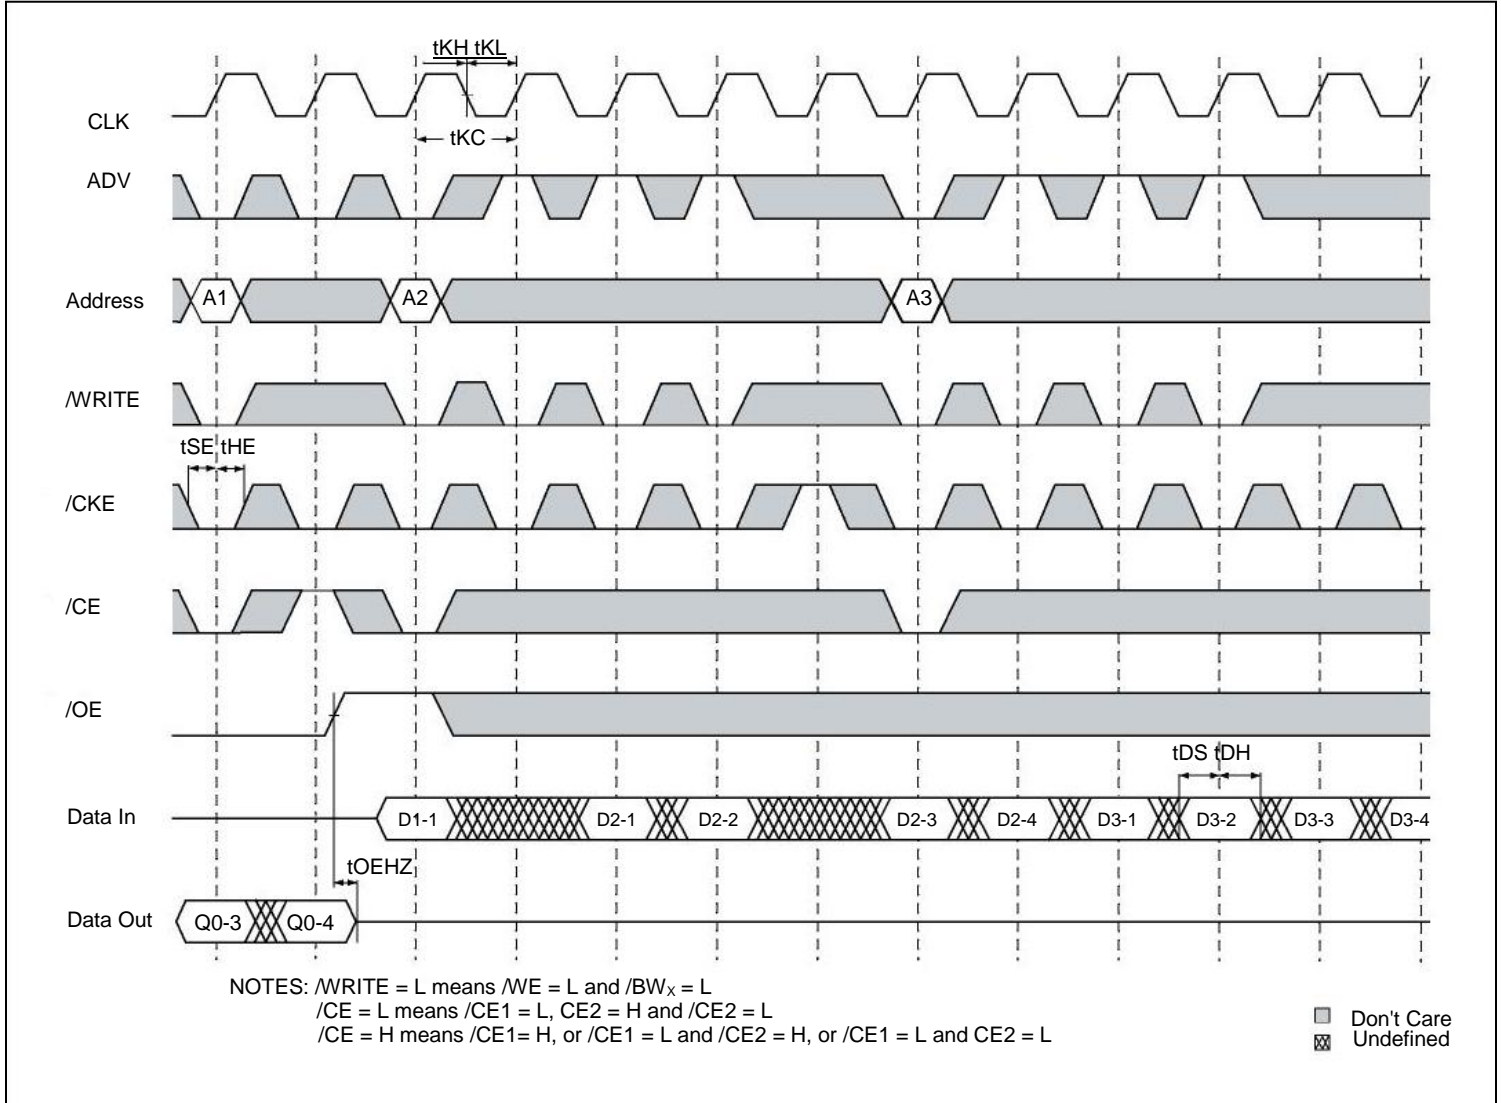 tKH tKL
CLK
tKC
ADV
Address A1 A2 A3
/WRITE
tSE tHE
/CKE
/CE
/OE
tDS tDH
Data In D1-1 D2-1 D2-2 D2-3 D2-4 D3-1 D3-2 D3-3 D3-4
tOEHZ
Data Out Q0-3 Q0-4
NOTES: /WRITE = L means /WE = L and /BWX = L
/CE = L means /CE1 = L, CE2 = H and /CE2 = L
/CE = H means /CE1= H, or /CE1 = L and /CE2 = H, or /CE1 = L and CE2 = L
Don't Care
Undefined